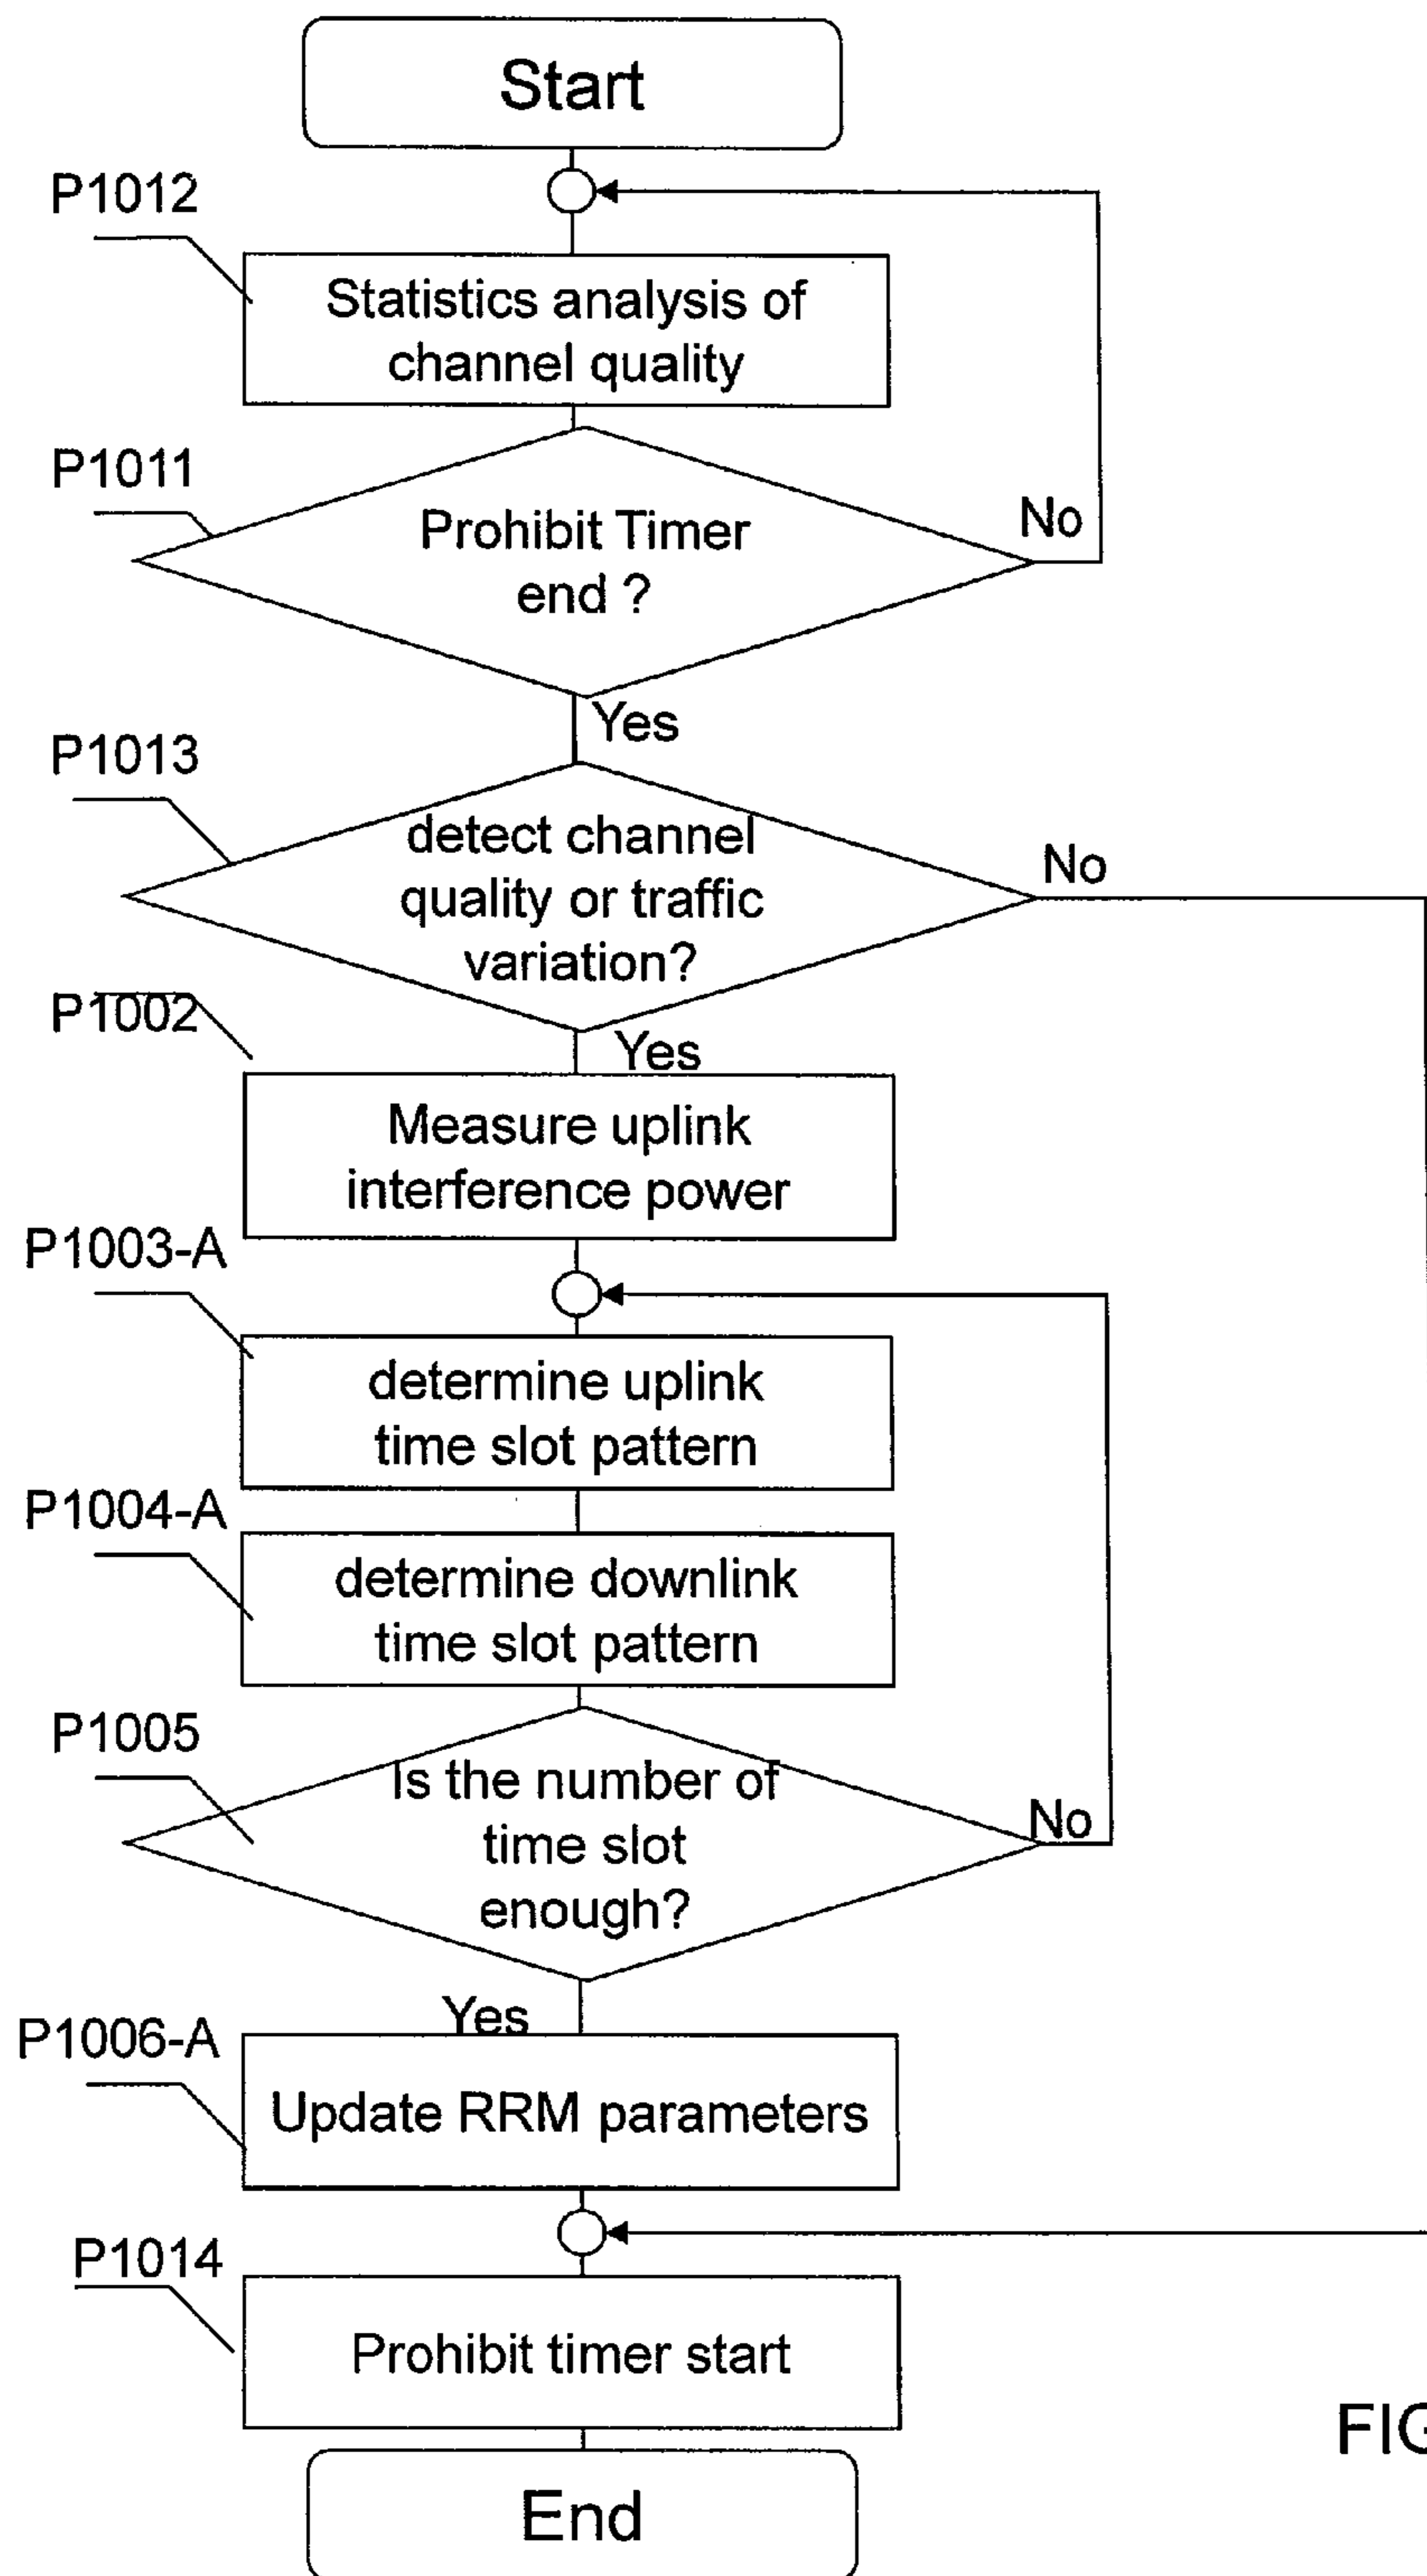 Start
P1012
Statistics analysis of
channel quality
P1011
Prohibit Timer
end ?
No
Yes
P1013
detect channel
quality or traffic
variation?
No
P1002
Yes
Measure uplink
interference power
P1003-A
determine uplink
time slot pattern
P1004-A
determine downlink
time slot pattern
P1005
Is the number of
time slot
enough?
No
Yes
P1006-A
Update RRM parameters
P1014
Prohibit timer start
FIG
End